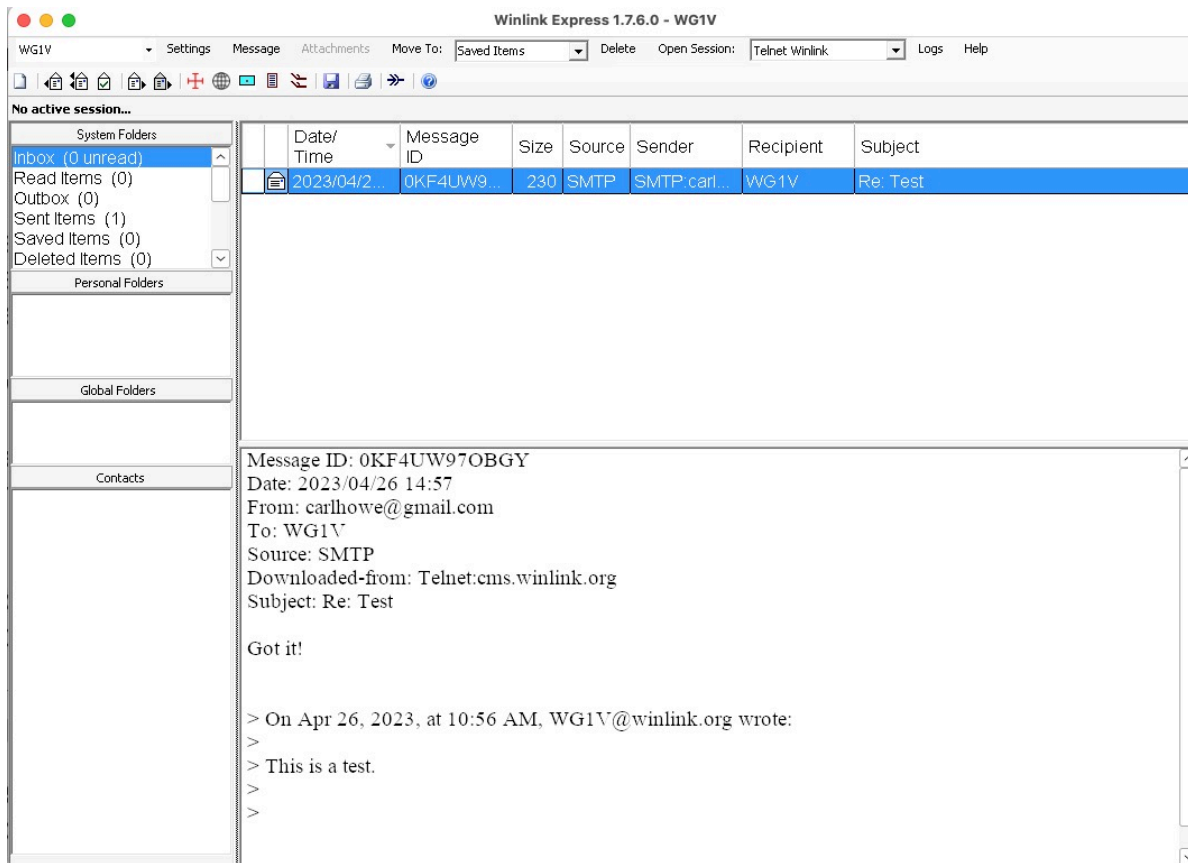 Winlink Express 1.7.6.0 - WG1V
WG1V Settings Message Attachments Move To: Saved Items Delete Open Session: Telnet Winlink Logs Help
No active session...
System Folders
Inbox (0 unread)
Read Items (0)
Outbox (0)
Sent Items (1)
Saved Items (0)
Deleted Items (0)
Personal Folders
Global Folders
Contacts
Date/
Time
Message
ID
Size
Source
Sender
Recipient
Subject
2023/04/2... 0KF4UW9... 230 SMTP SMTP:carl... WG1V Re: Test
Message ID: 0KF4UW97OBGY
Date: 2023/04/26 14:57
From: carlhowe@gmail.com
To: WG1V
Source: SMTP
Downloaded-from: Telnet:cms.winlink.org
Subject: Re: Test
Got it!
> On Apr 26, 2023, at 10:56 AM, WG1V@winlink.org wrote:
>
> This is a test.
>
>